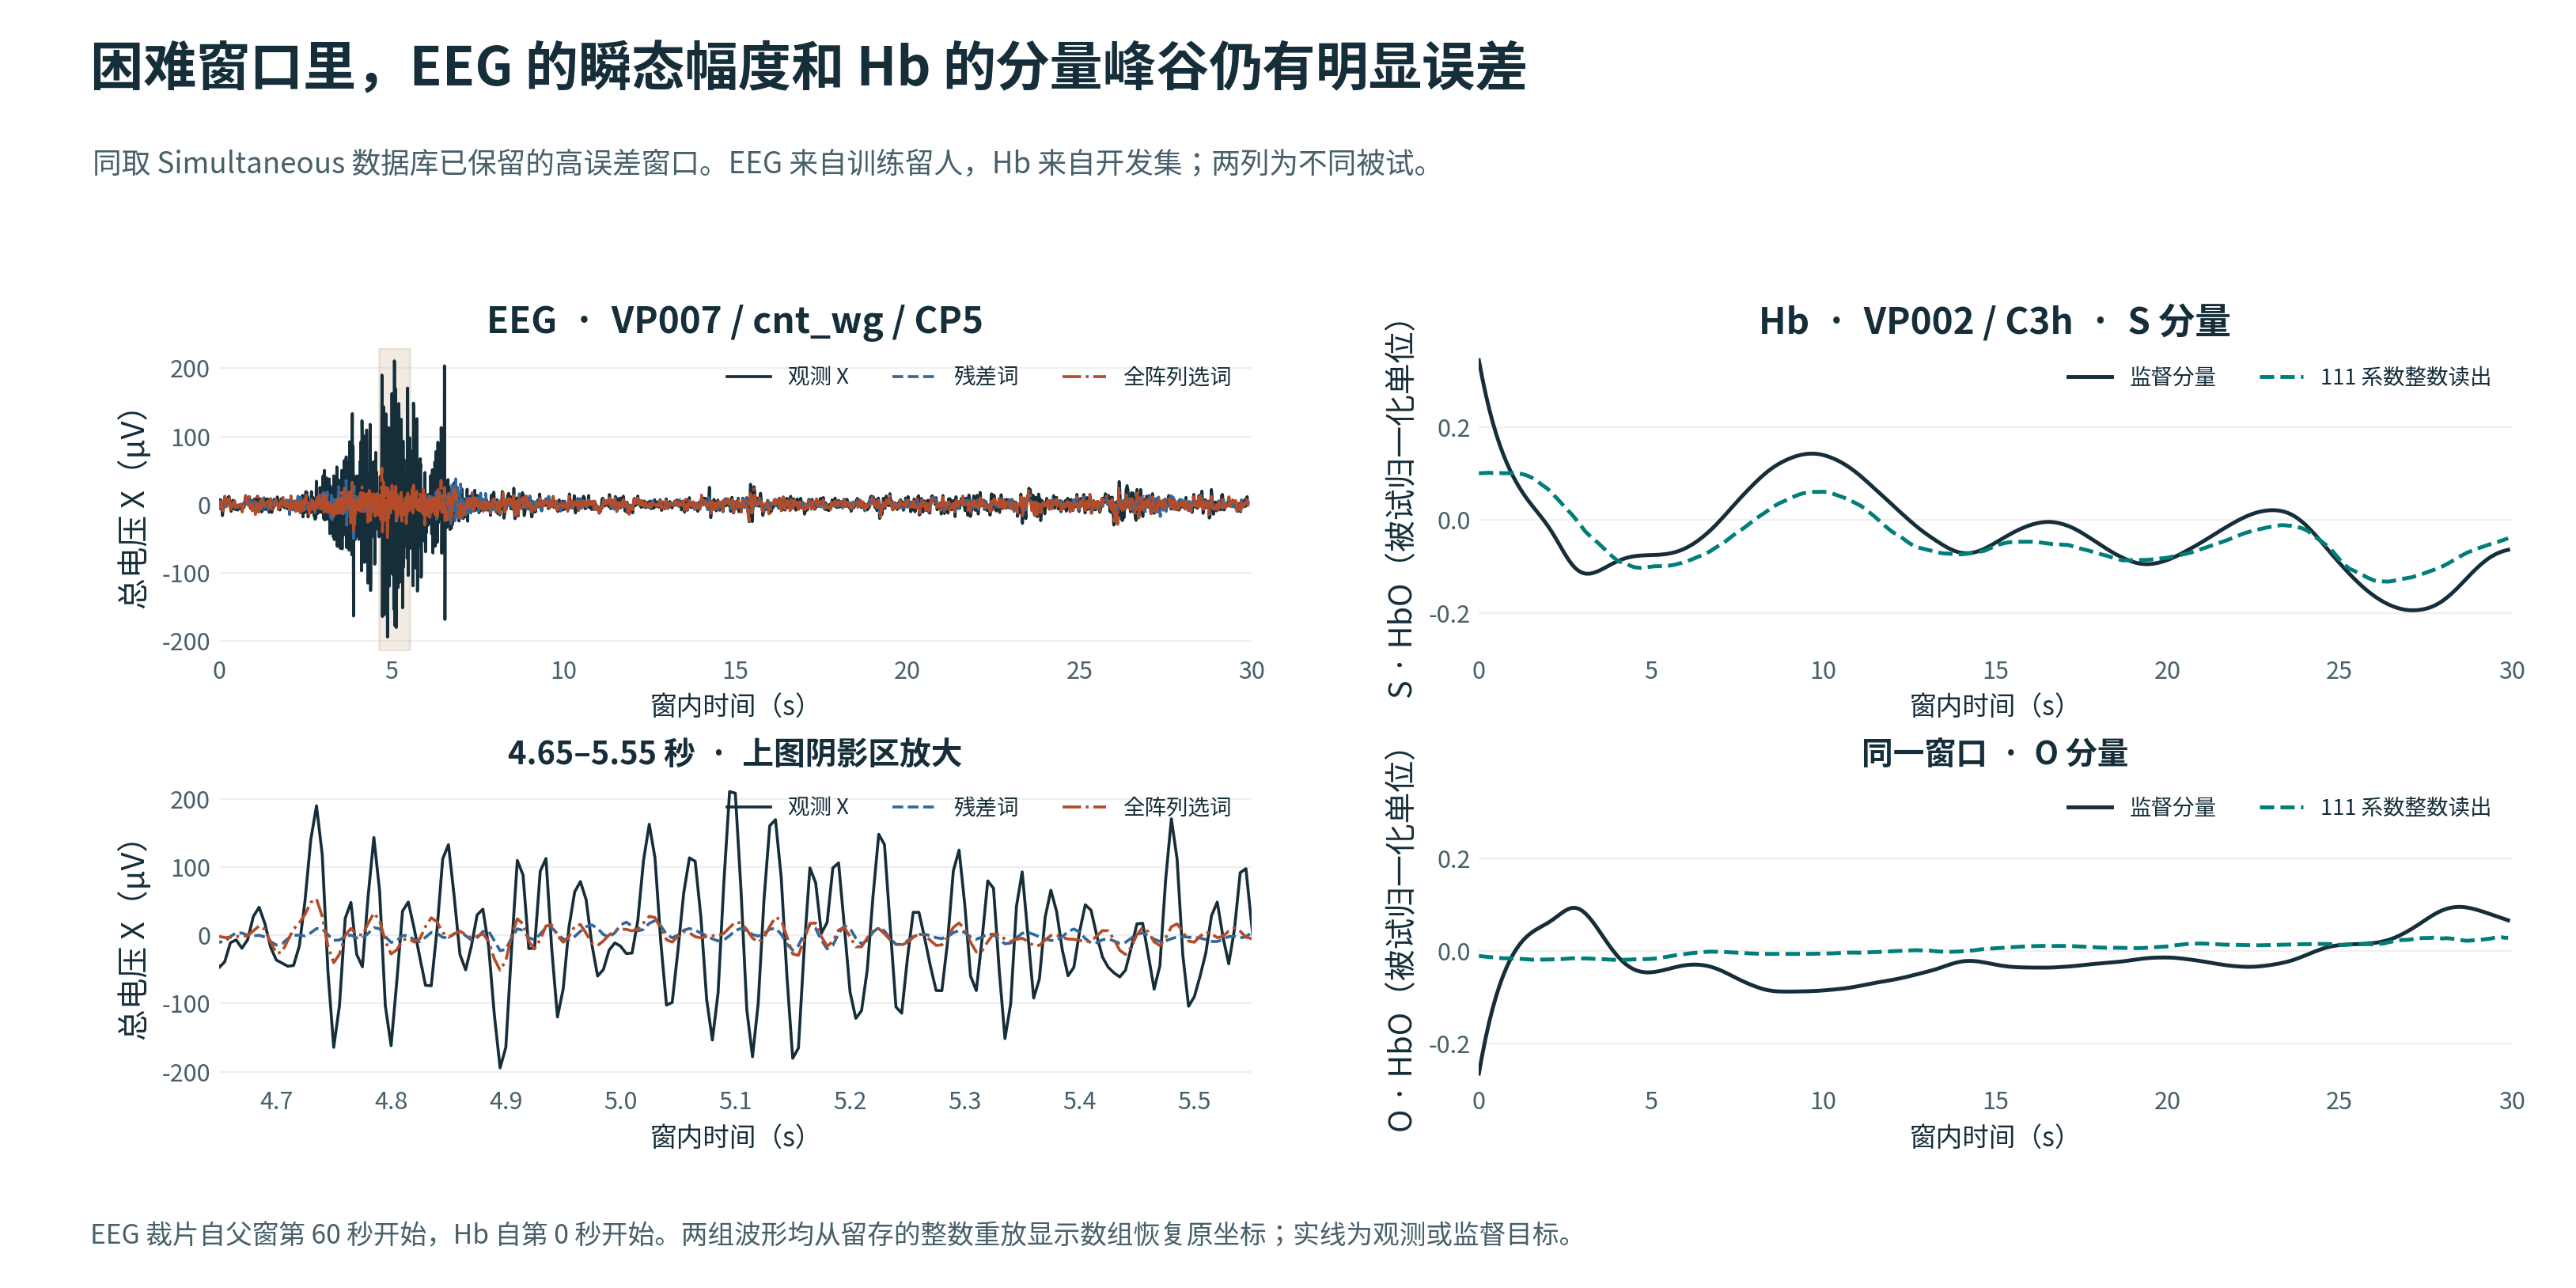 困难窗口里，EEG 的瞬态幅度和 Hb 的分量峰谷仍有明显误差
同取 Simultaneous 数据库已保留的高误差窗口。EEG 来自训练留人，Hb 来自开发集；两列为不同被试。
EEG · VP007 / cnt_wg / CP5
观测 X 残差词 全阵列选词
总电压 X（μV）
200
100
0
-100
-200
0 5 10 15 20 25 30
窗内时间（s）
Hb · VP002 / C3h · S 分量
监督分量 111 系数整数读出
S · HbO（被试归一化单位）
0.2
0.0
-0.2
0 5 10 15 20 25 30
窗内时间（s）
4.65–5.55 秒 · 上图阴影区放大
观测 X 残差词 全阵列选词
总电压 X（μV）
200
100
0
-100
-200
4.7 4.8 4.9 5.0 5.1 5.2 5.3 5.4 5.5
窗内时间（s）
同一窗口 · O 分量
监督分量 111 系数整数读出
O · HbO（被试归一化单位）
0.2
0.0
-0.2
0 5 10 15 20 25 30
窗内时间（s）
EEG 裁片自父窗第 60 秒开始，Hb 自第 0 秒开始。两组波形均从留存的整数重放显示数组恢复原坐标；实线为观测或监督目标。